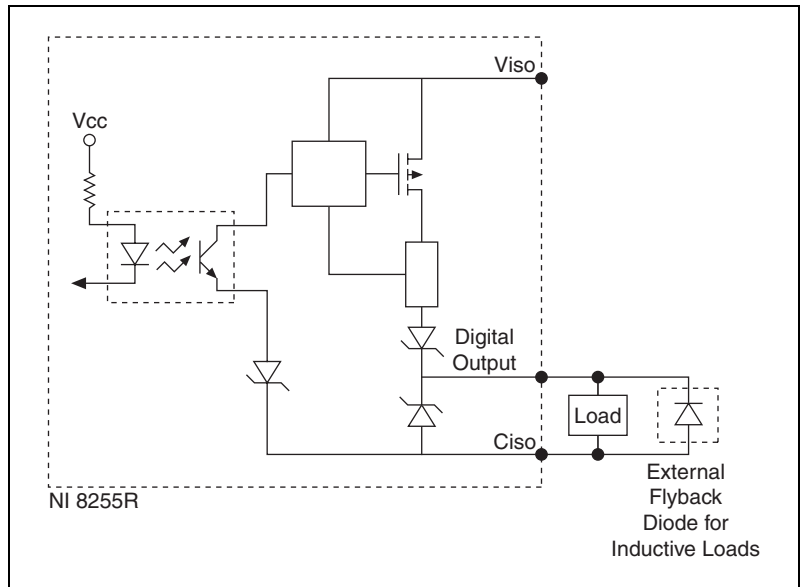 Viso
Vcc
Digital
Output
Load
Ciso
NI 8255R
External
Flyback
Diode for
Inductive Loads